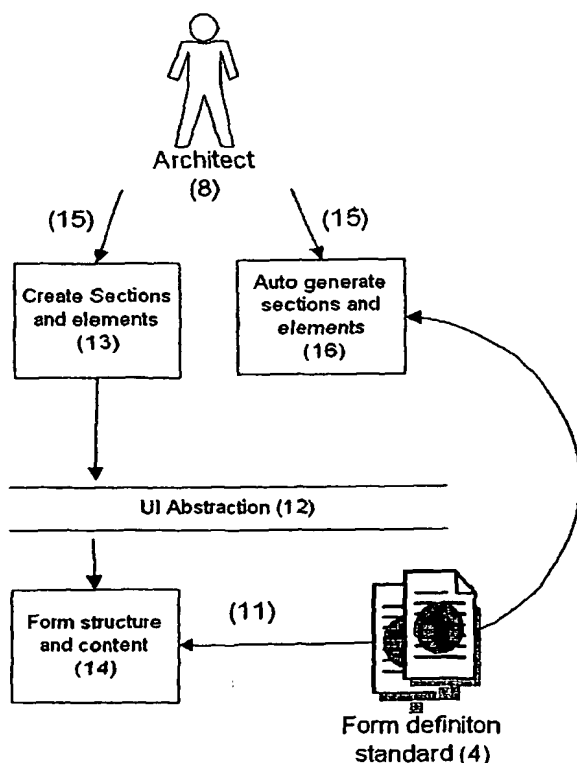 Architect
(8)
(15)
(15)
Create Sections
and elements
(13)
Auto generate
sections and
elements
(16)
UI Abstraction (12)
Form structure
and content
(14)
(11)
Form definiton
standard (4)